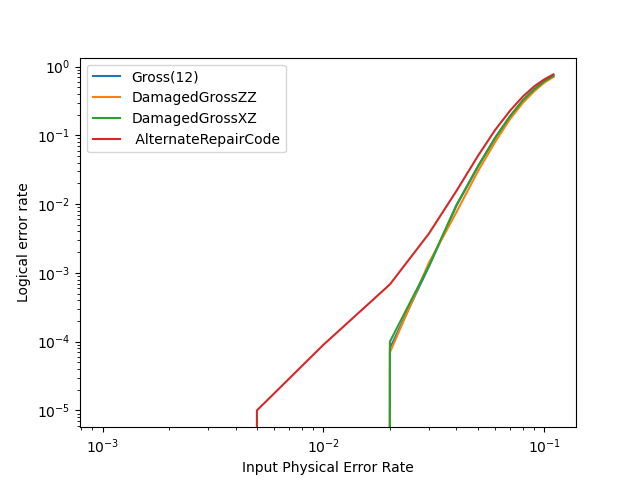 Gross(12)
DamagedGrossZZ
DamagedGrossXZ
AlternateRepairCode
10⁰
10⁻¹
10⁻²
10⁻³
10⁻⁴
10⁻⁵
Logical error rate
10⁻³
10⁻²
10⁻¹
Input Physical Error Rate